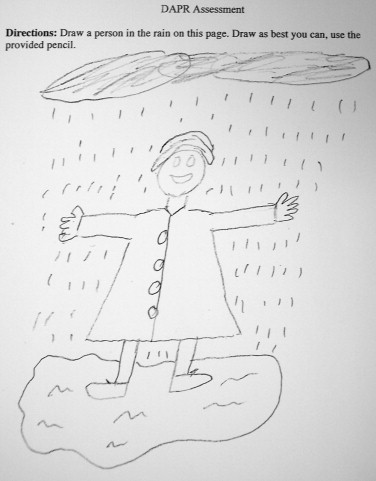 DAPR Assessment
Directions: Draw a person in the rain on this page. Draw as best you can, use the
provided pencil.